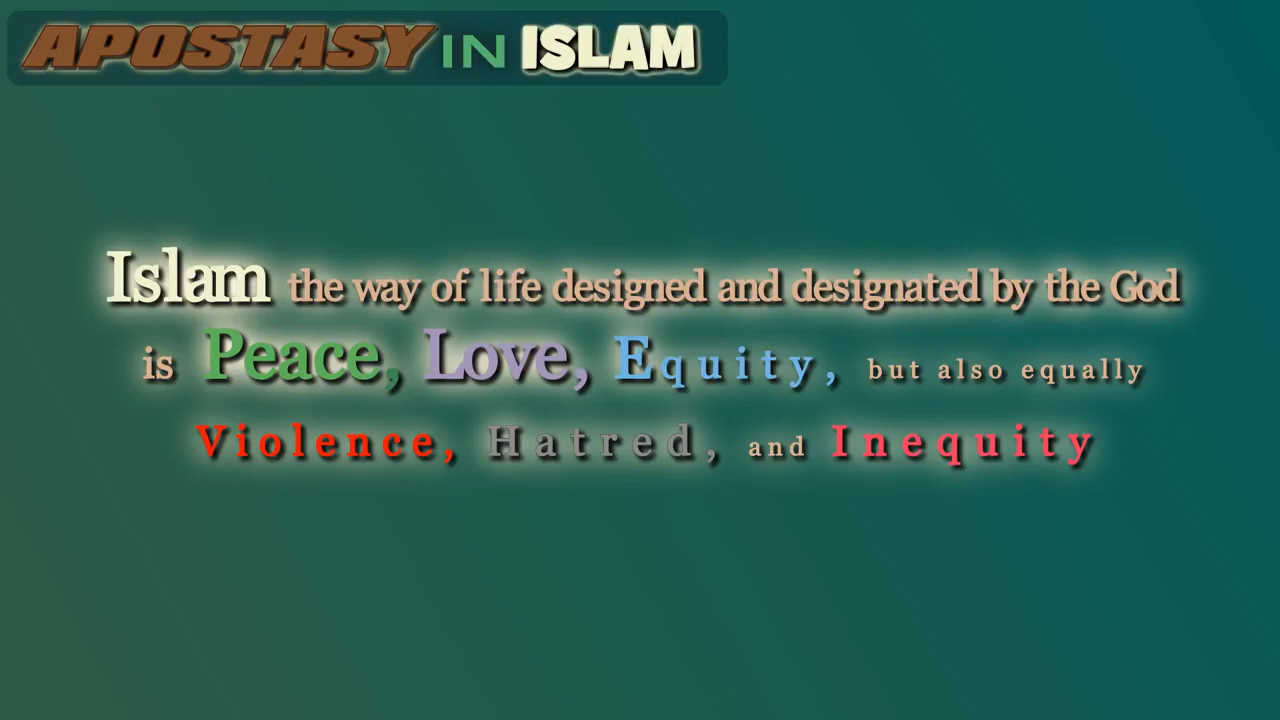 APOSTASY IN ISLAM
Islam the way of life designed and designated by the God
is Peace, Love, Equity, but also equally
Violence, Hatred, and Inequity